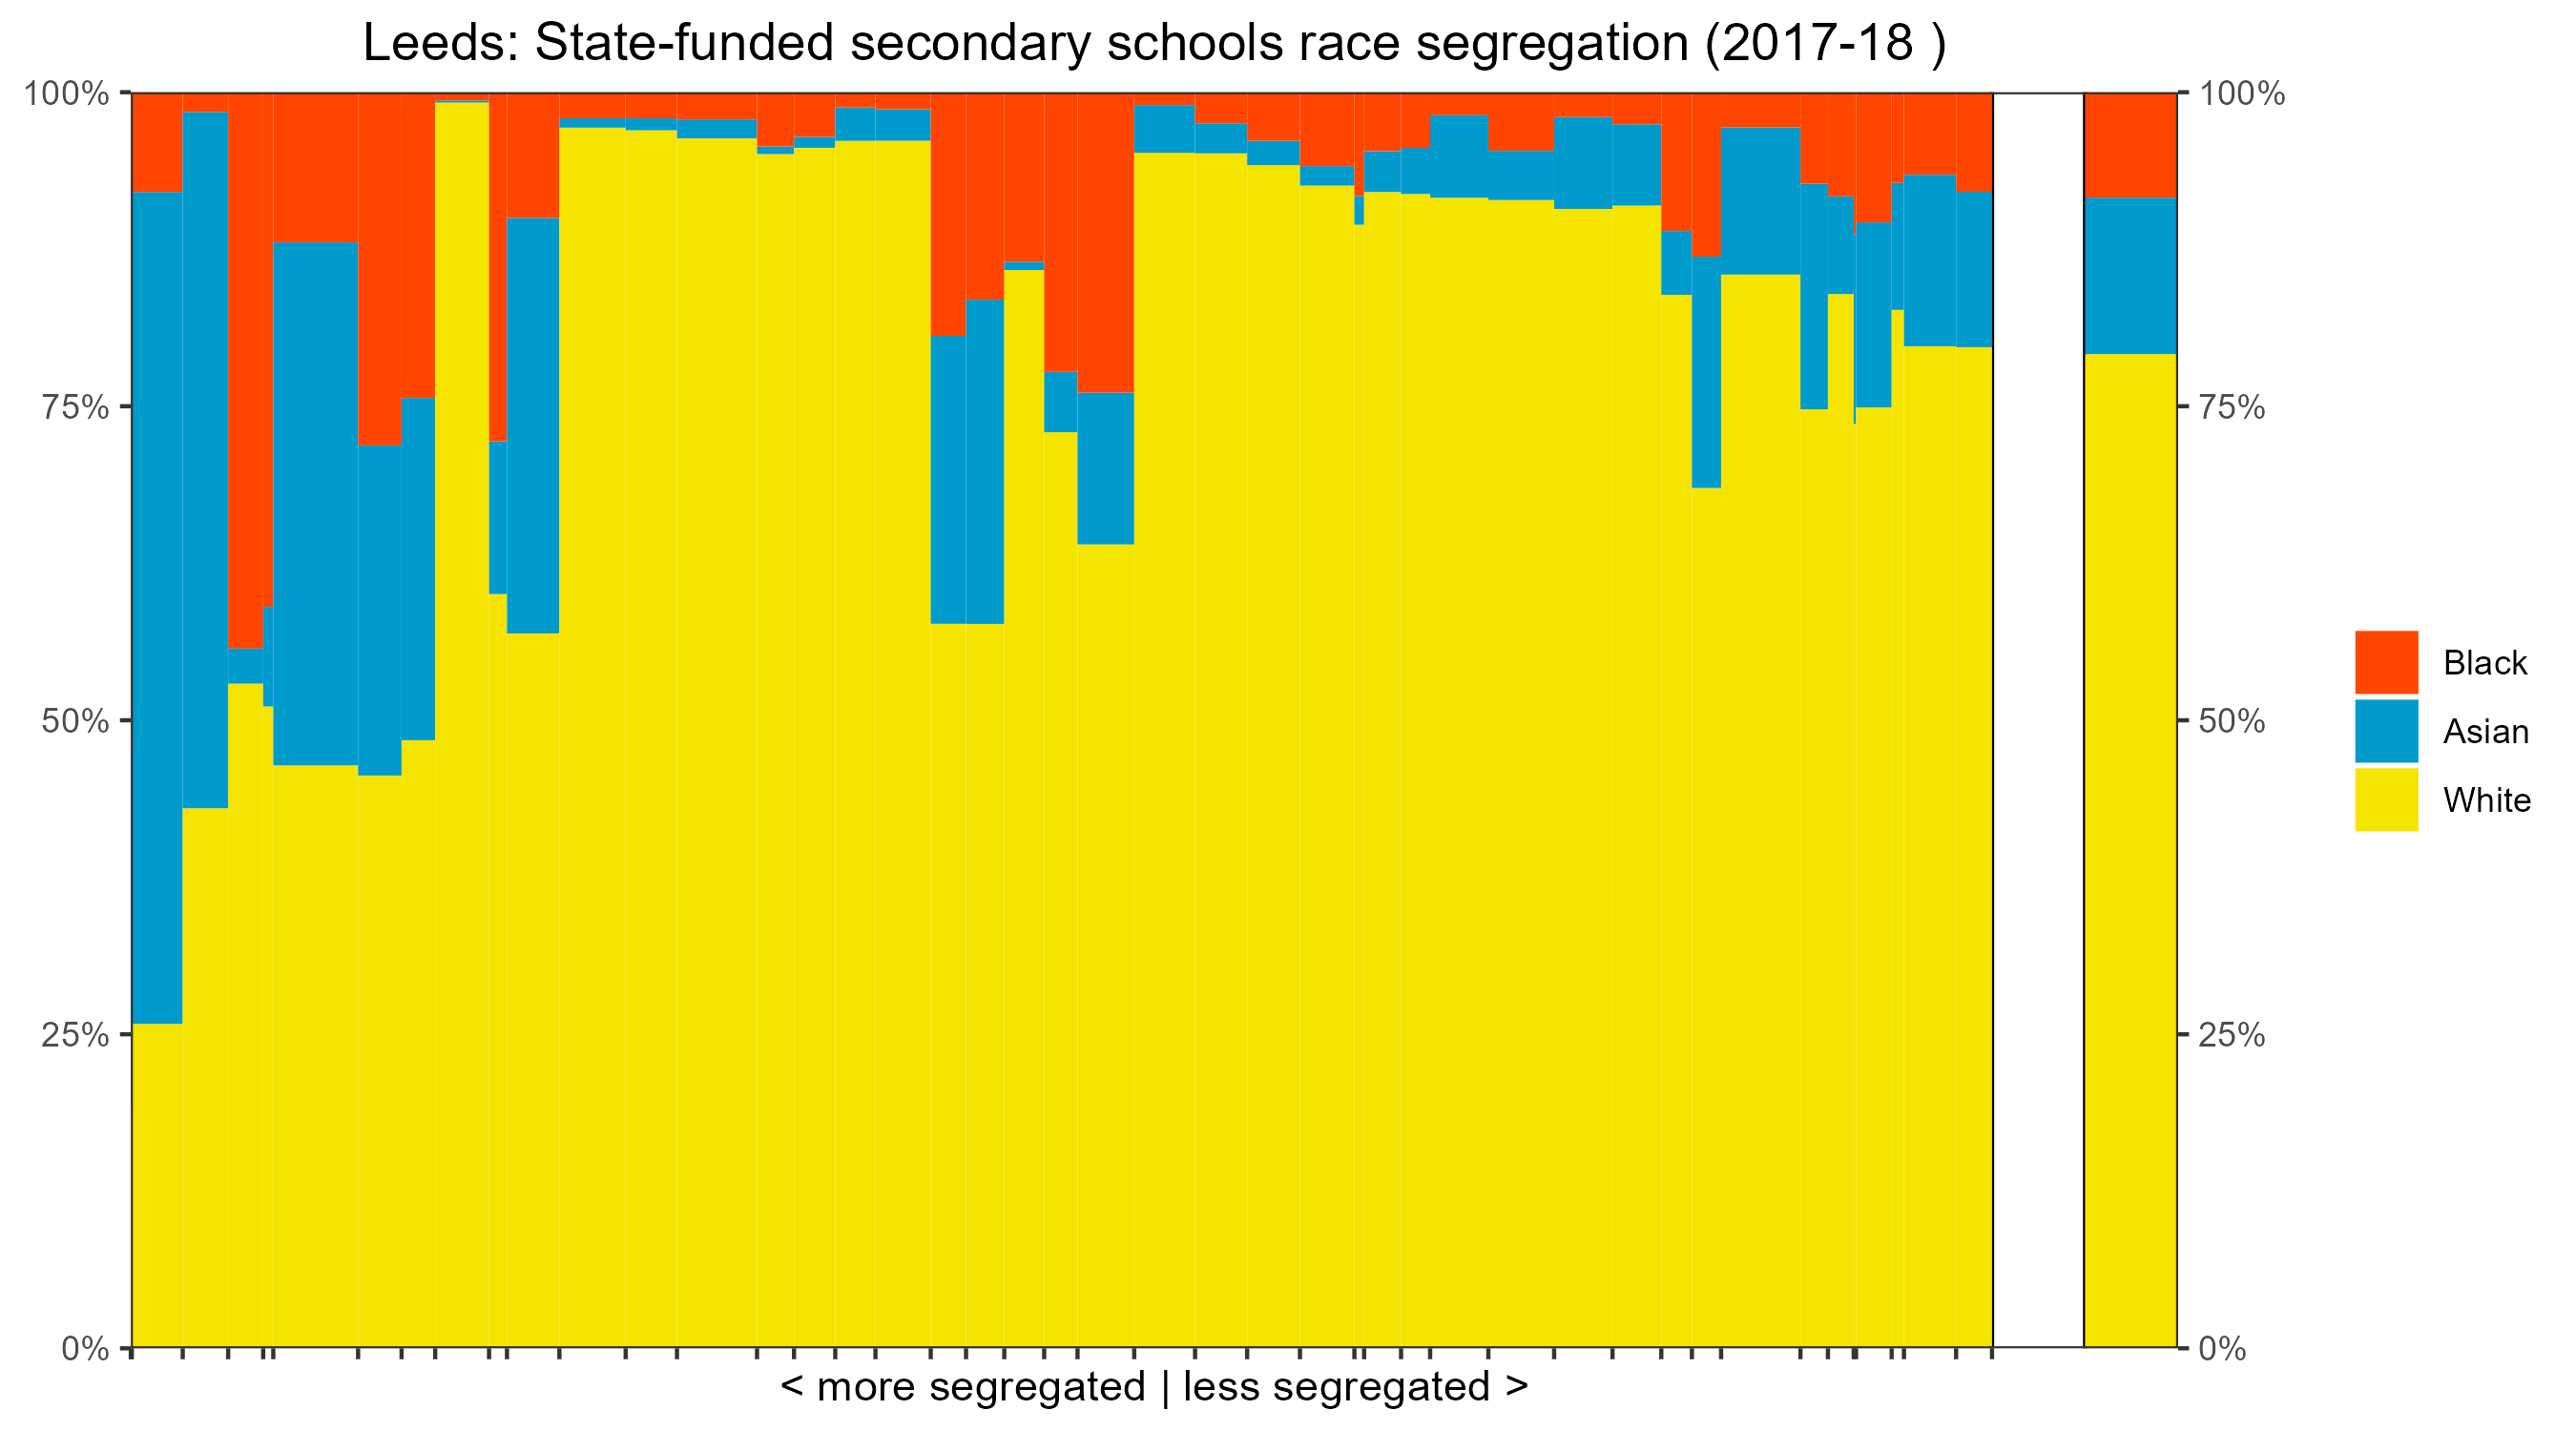 Leeds: State-funded secondary schools race segregation (2017-18 )
100%
75%
50%
25%
0%
100%
75%
50%
25%
0%
Black
Asian
White
< more segregated | less segregated >